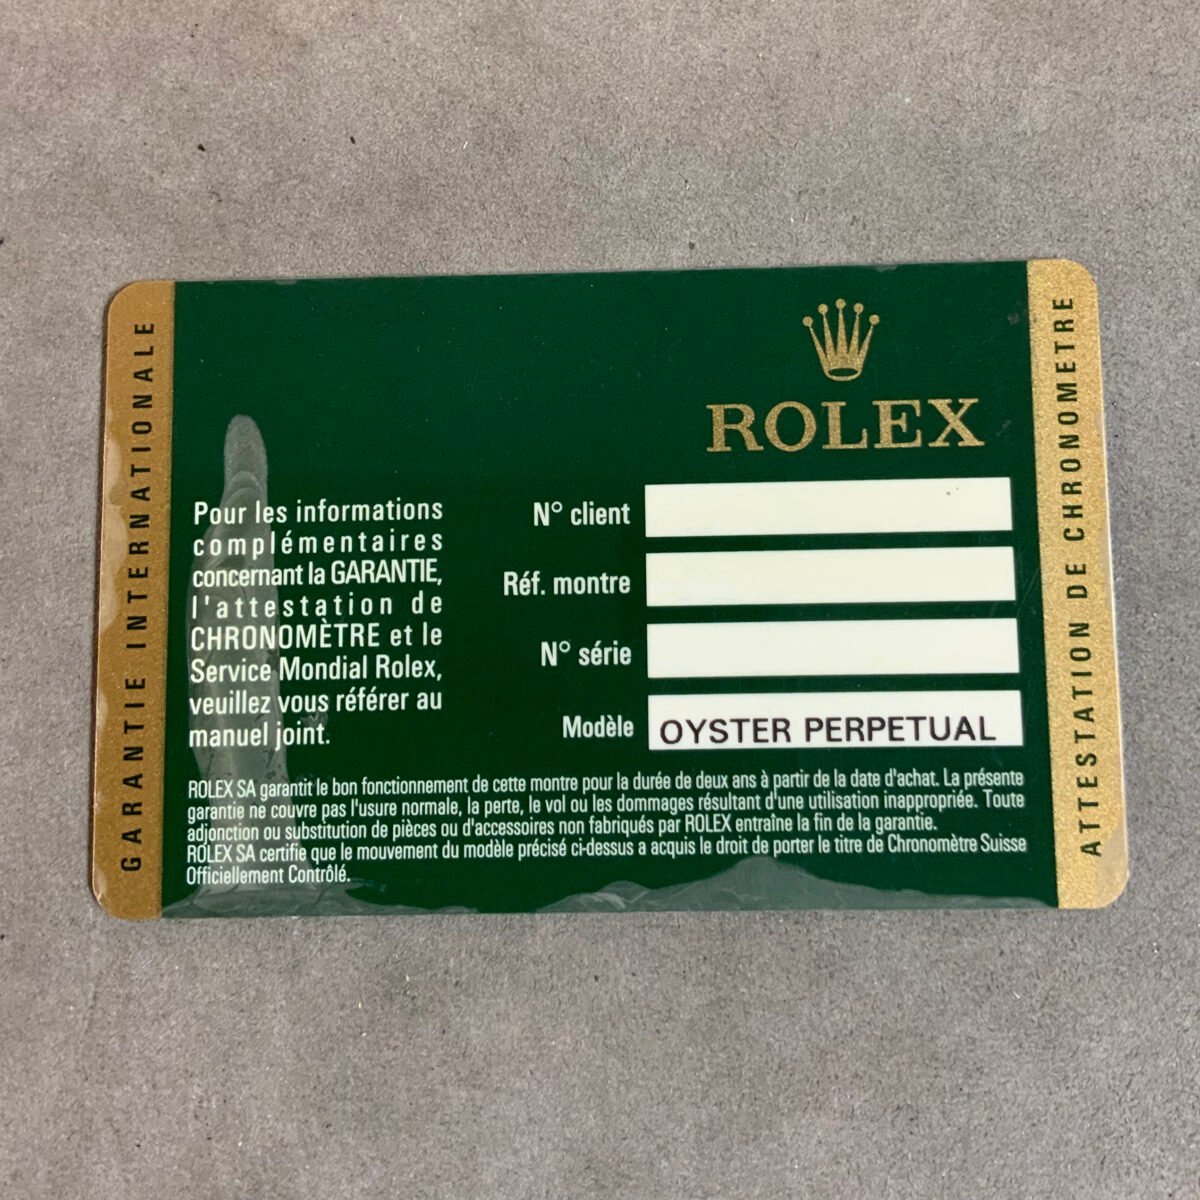 GARANTIE INTERNATIONALE
ROLEX
Pour les informations
complémentaires
concernant la GARANTIE,
l'attestation de
CHRONOMÈTRE et le
Service Mondial Rolex,
veuillez vous référer au
manuel joint.
N° client
Réf. montre
N° série
Modèle
OYSTER PERPETUAL
ROLEX SA garantit le bon fonctionnement de cette montre pour la durée de deux ans à partir de la date d'achat. La présente
garantie ne couvre pas l'usure normale, la perte, le vol ou les dommages résultant d'une utilisation inappropriée. Toute
adjonction ou substitution de pièces ou d'accessoires non fabriqués par ROLEX entraîne la fin de la garantie.
ROLEX SA certifie que le mouvement du modèle précisé ci-dessus a acquis le droit de porter le titre de Chronomètre Suisse
Officiellement Contrôlé.
ATTESTATION DE CHRONOMETRE